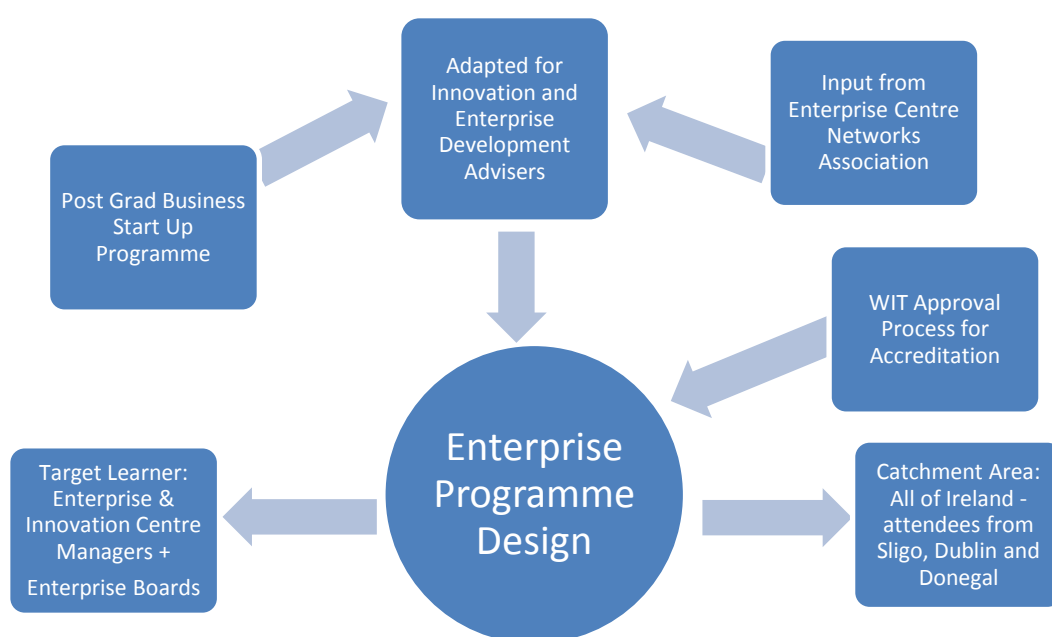 Adapted for
Innovation and
Enterprise
Development
Advisers
Input from
Enterprise Centre
Networks
Association
Post Grad Business
Start Up
Programme
WIT Approval
Process for
Accreditation
Enterprise
Programme
Design
Target Learner:
Enterprise &
Innovation Centre
Managers +
Enterprise Boards
Catchment Area:
All of Ireland -
attendees from
Sligo, Dublin and
Donegal